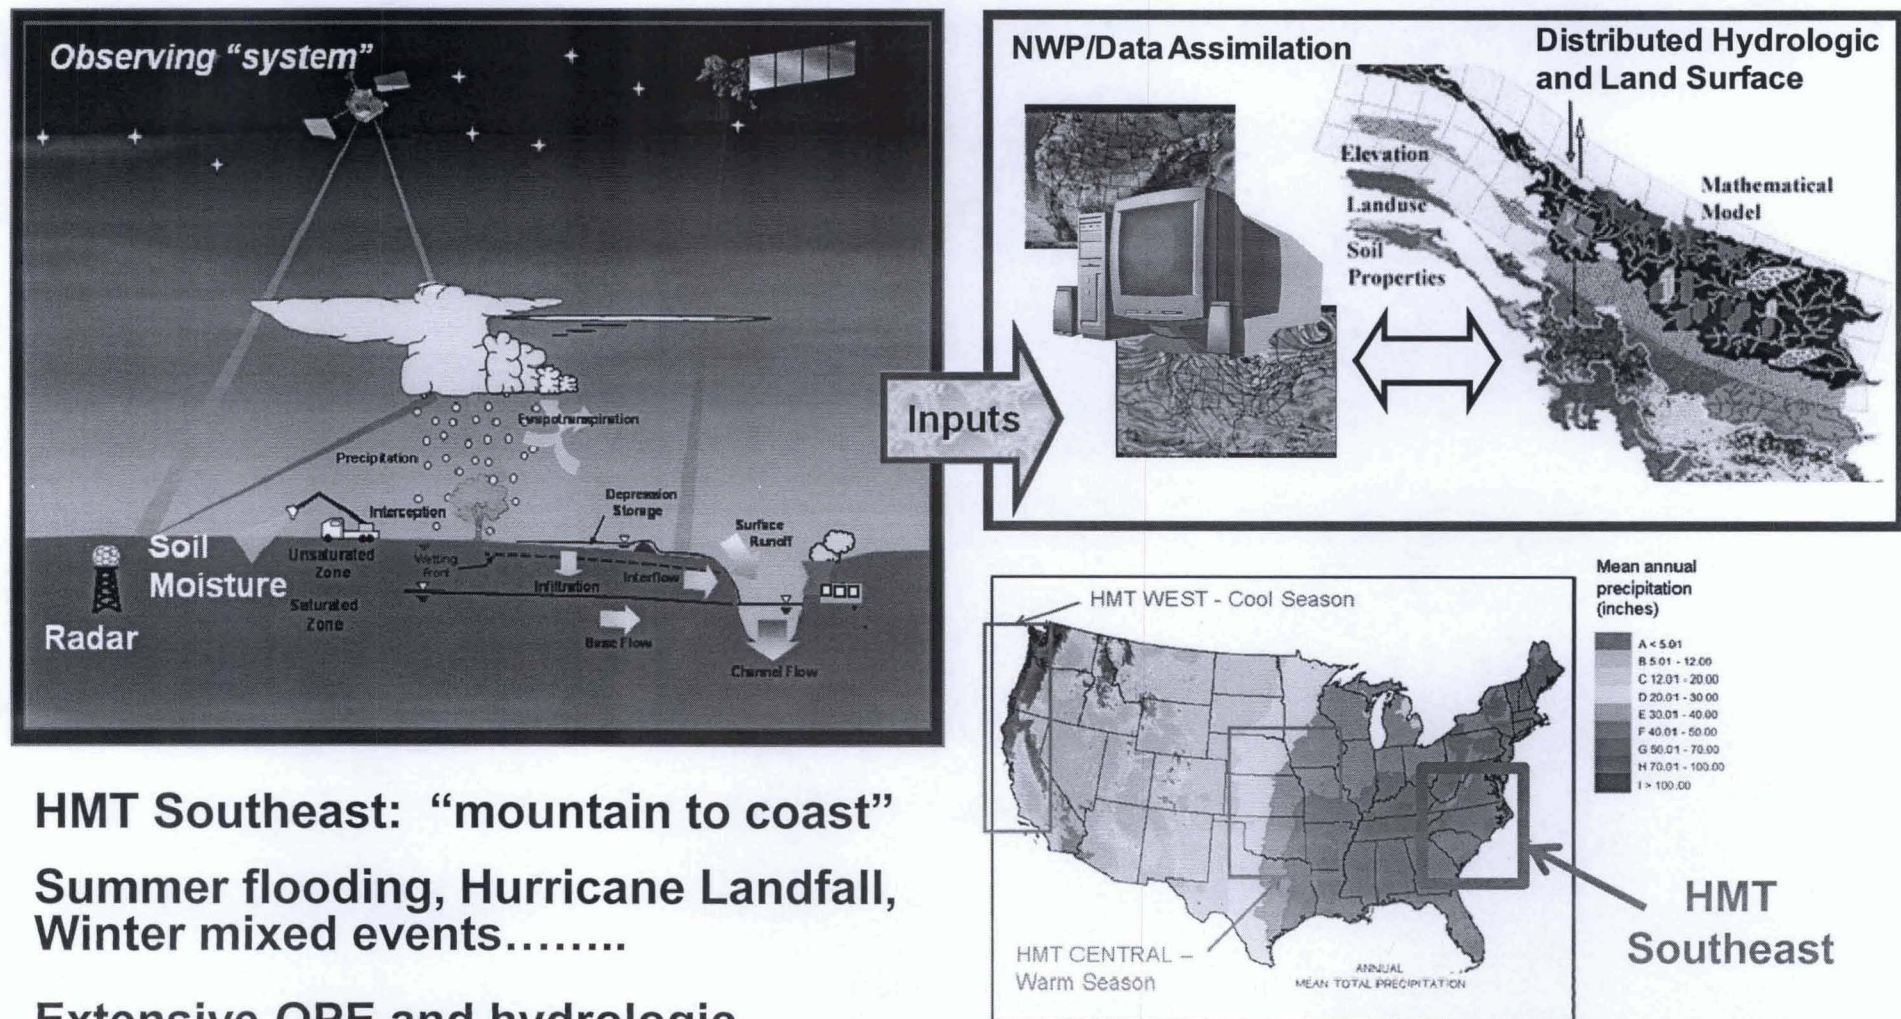 Observing "system"
Evapotranspiration
Precipitation
Interception
Depression
Storage
Surface
Runoff
Soil
Moisture
Unsaturated
Zone
Wetting
Front
Infiltration
Interflow
Saturated
Zone
Radar
Base Flow
Channel Flow
Inputs
NWP/Data Assimilation
Distributed Hydrologic
and Land Surface
Elevation
Landuse
Soil
Properties
Mathematical
Model
HMT Southeast: "mountain to coast"
Summer flooding, Hurricane Landfall,
Winter mixed events........
Extensive QPE and hydrologic
HMT WEST - Cool Season
HMT CENTRAL –
Warm Season
ANNUAL
MEAN TOTAL PRECIPITATION
Mean annual
precipitation
(inches)
A < 5.01
B 5.01 - 12.00
C 12.01 - 20.00
D 20.01 - 30.00
E 30.01 - 40.00
F 40.01 - 50.00
G 50.01 - 70.00
H 70.01 - 100.00
I > 100.00
HMT
Southeast